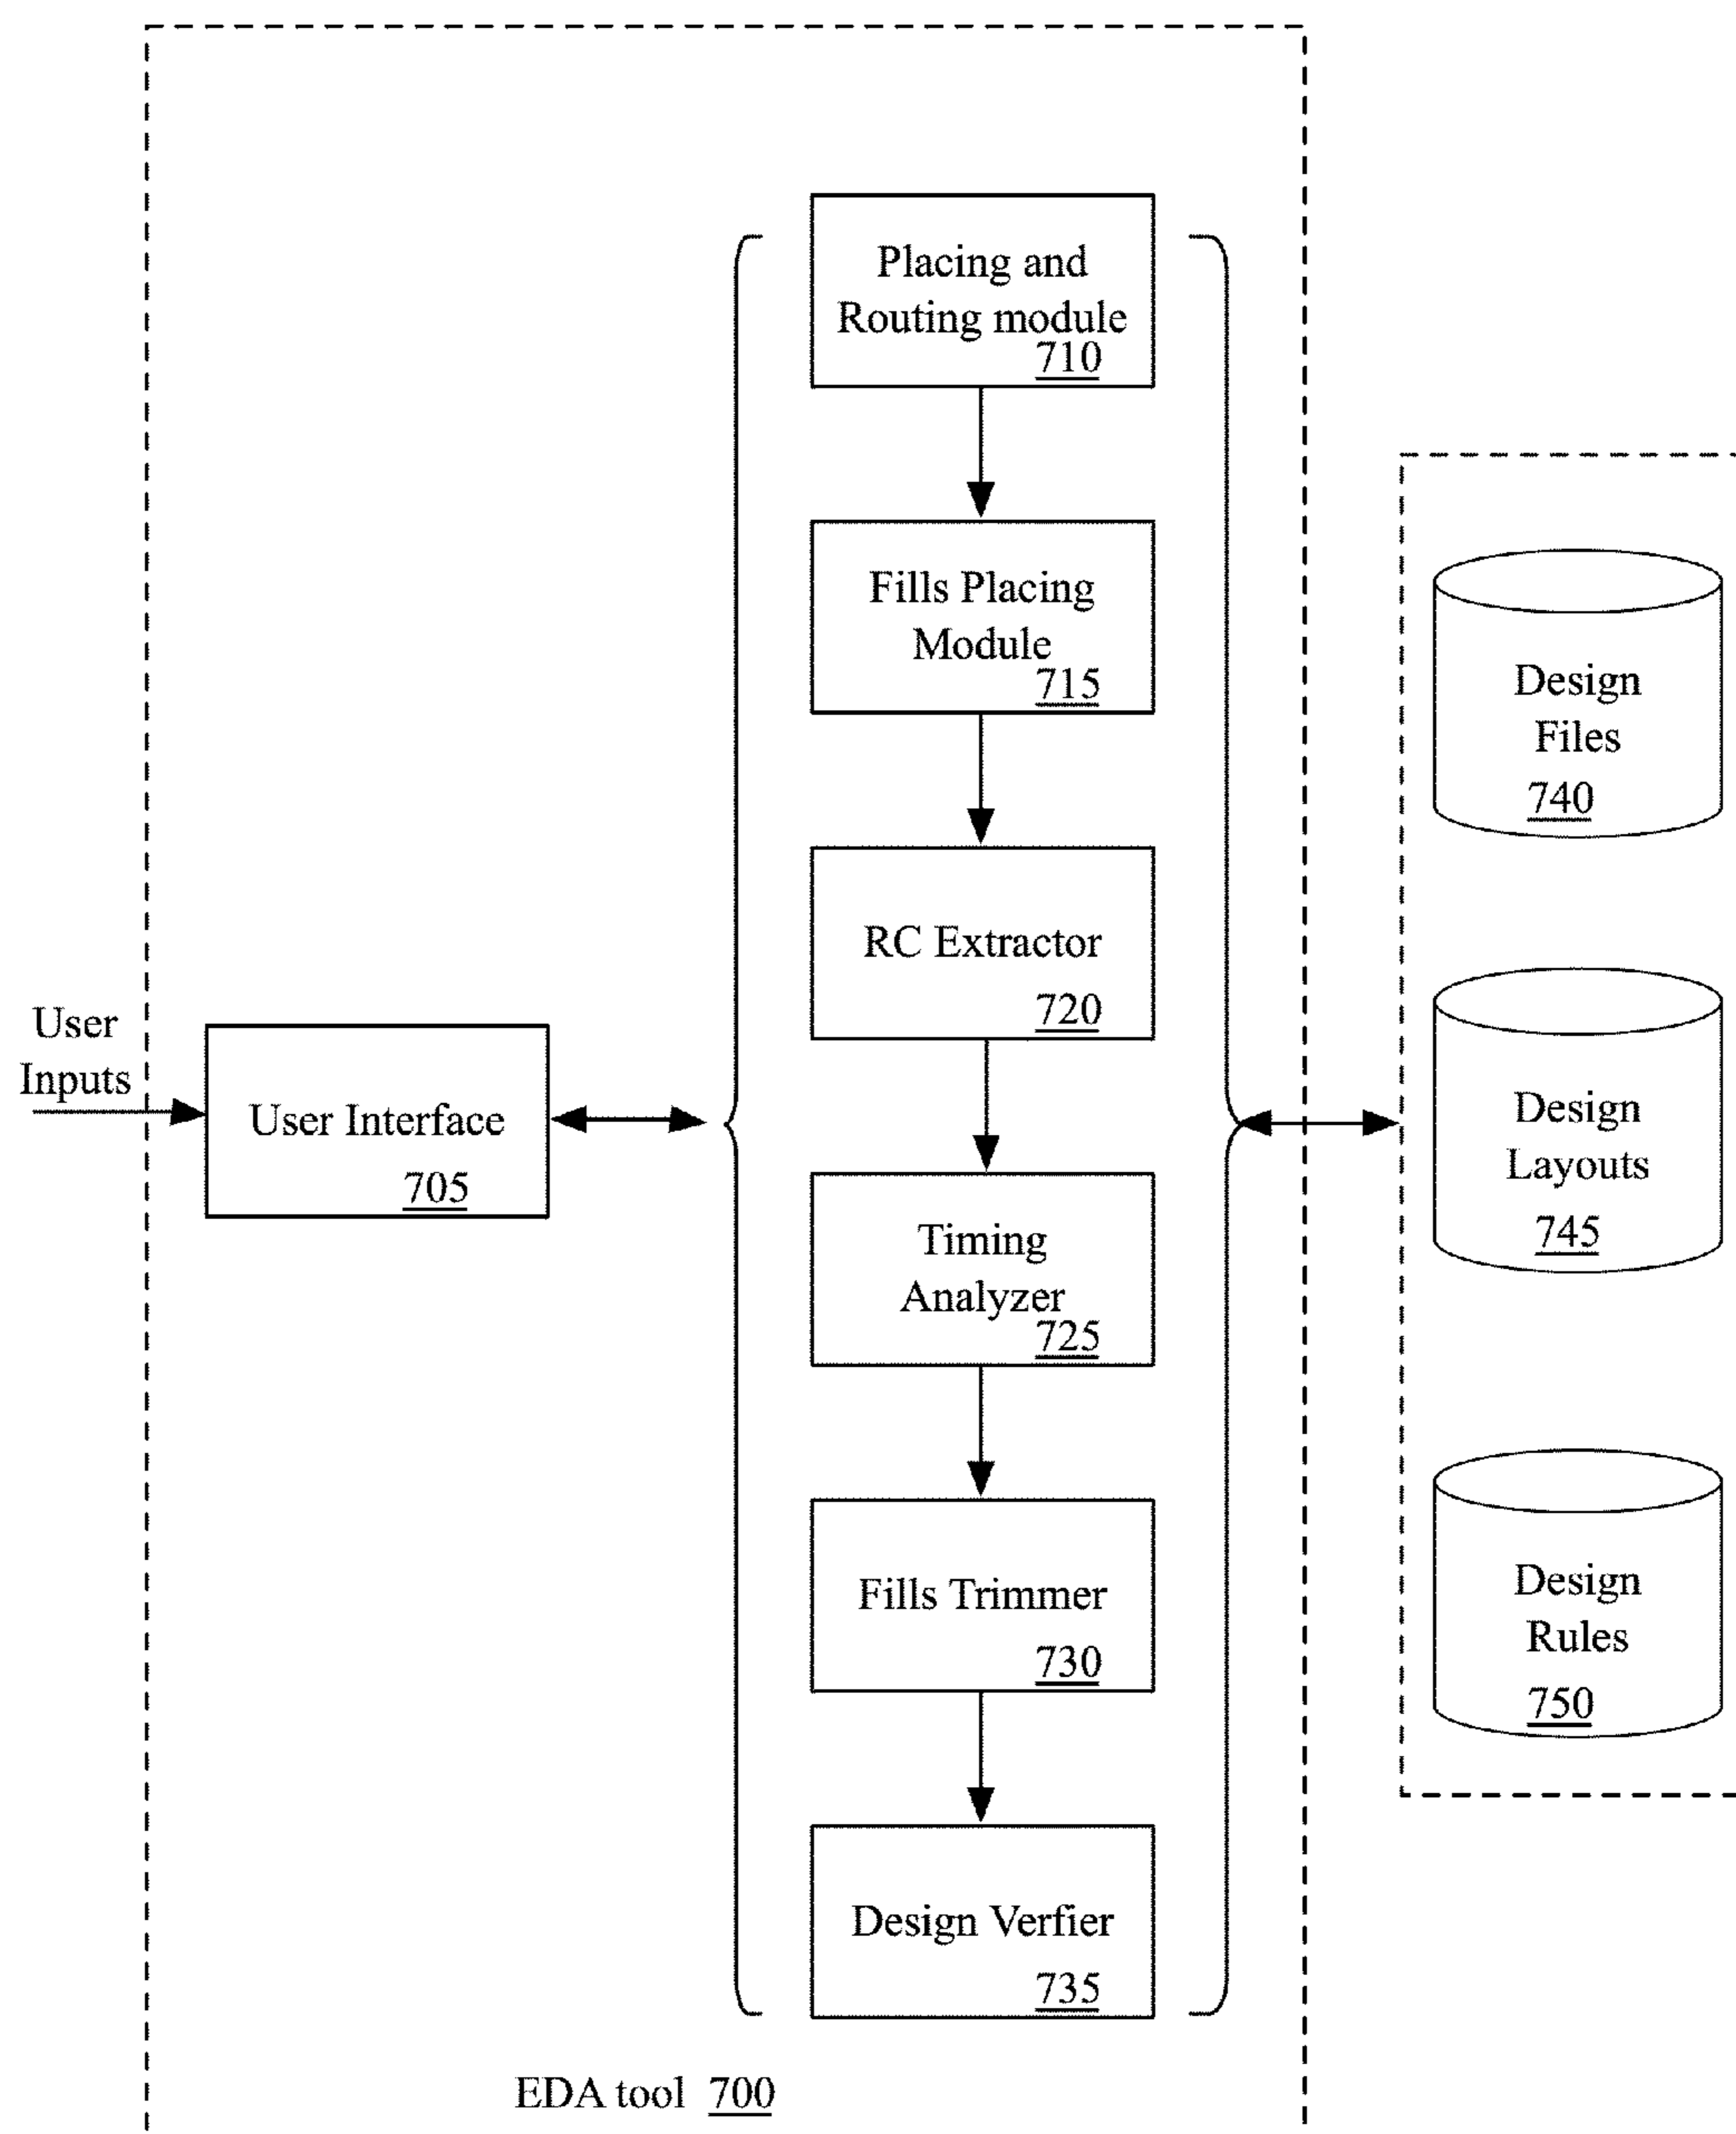 User
Inputs
User Interface
705
Placing and
Routing module
710
Fills Placing
Module
715
RC Extractor
720
Timing
Analyzer
725
Fills Trimmer
730
Design Verfier
735
EDA tool 700
Design
Files
740
Design
Layouts
745
Design
Rules
750